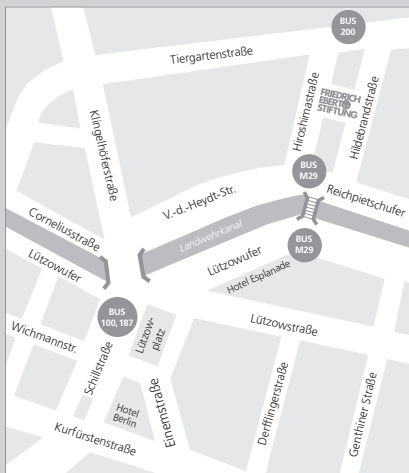 BUS
200
Tiergartenstraße
FRIEDRICH
EBERT
STIFTUNG
Hiroshimastraße
Hildebrandstraße
Klingelhöferstraße
BUS
M29
V.-d.-Heydt-Str.
Reichpietschufer
Corneliusstraße
Landwehrkanal
Lützowufer
BUS
M29
Lützowufer
Hotel Esplanade
BUS
100, 187
Lützow-
platz
Lützowstraße
Wichmannstr.
Schillstraße
Einemstraße
Hotel
Berlin
Derfflingerstraße
Genthiner Straße
Kurfürstenstraße